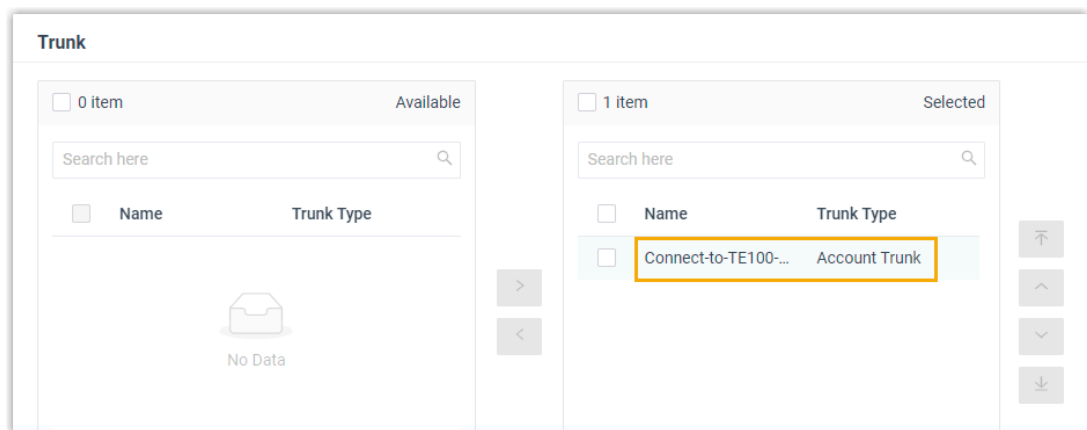 Trunk
0 item Available
1 item Selected
Search here
Search here
Name Trunk Type
Name Trunk Type
Connect-to-TE100-... Account Trunk
No Data